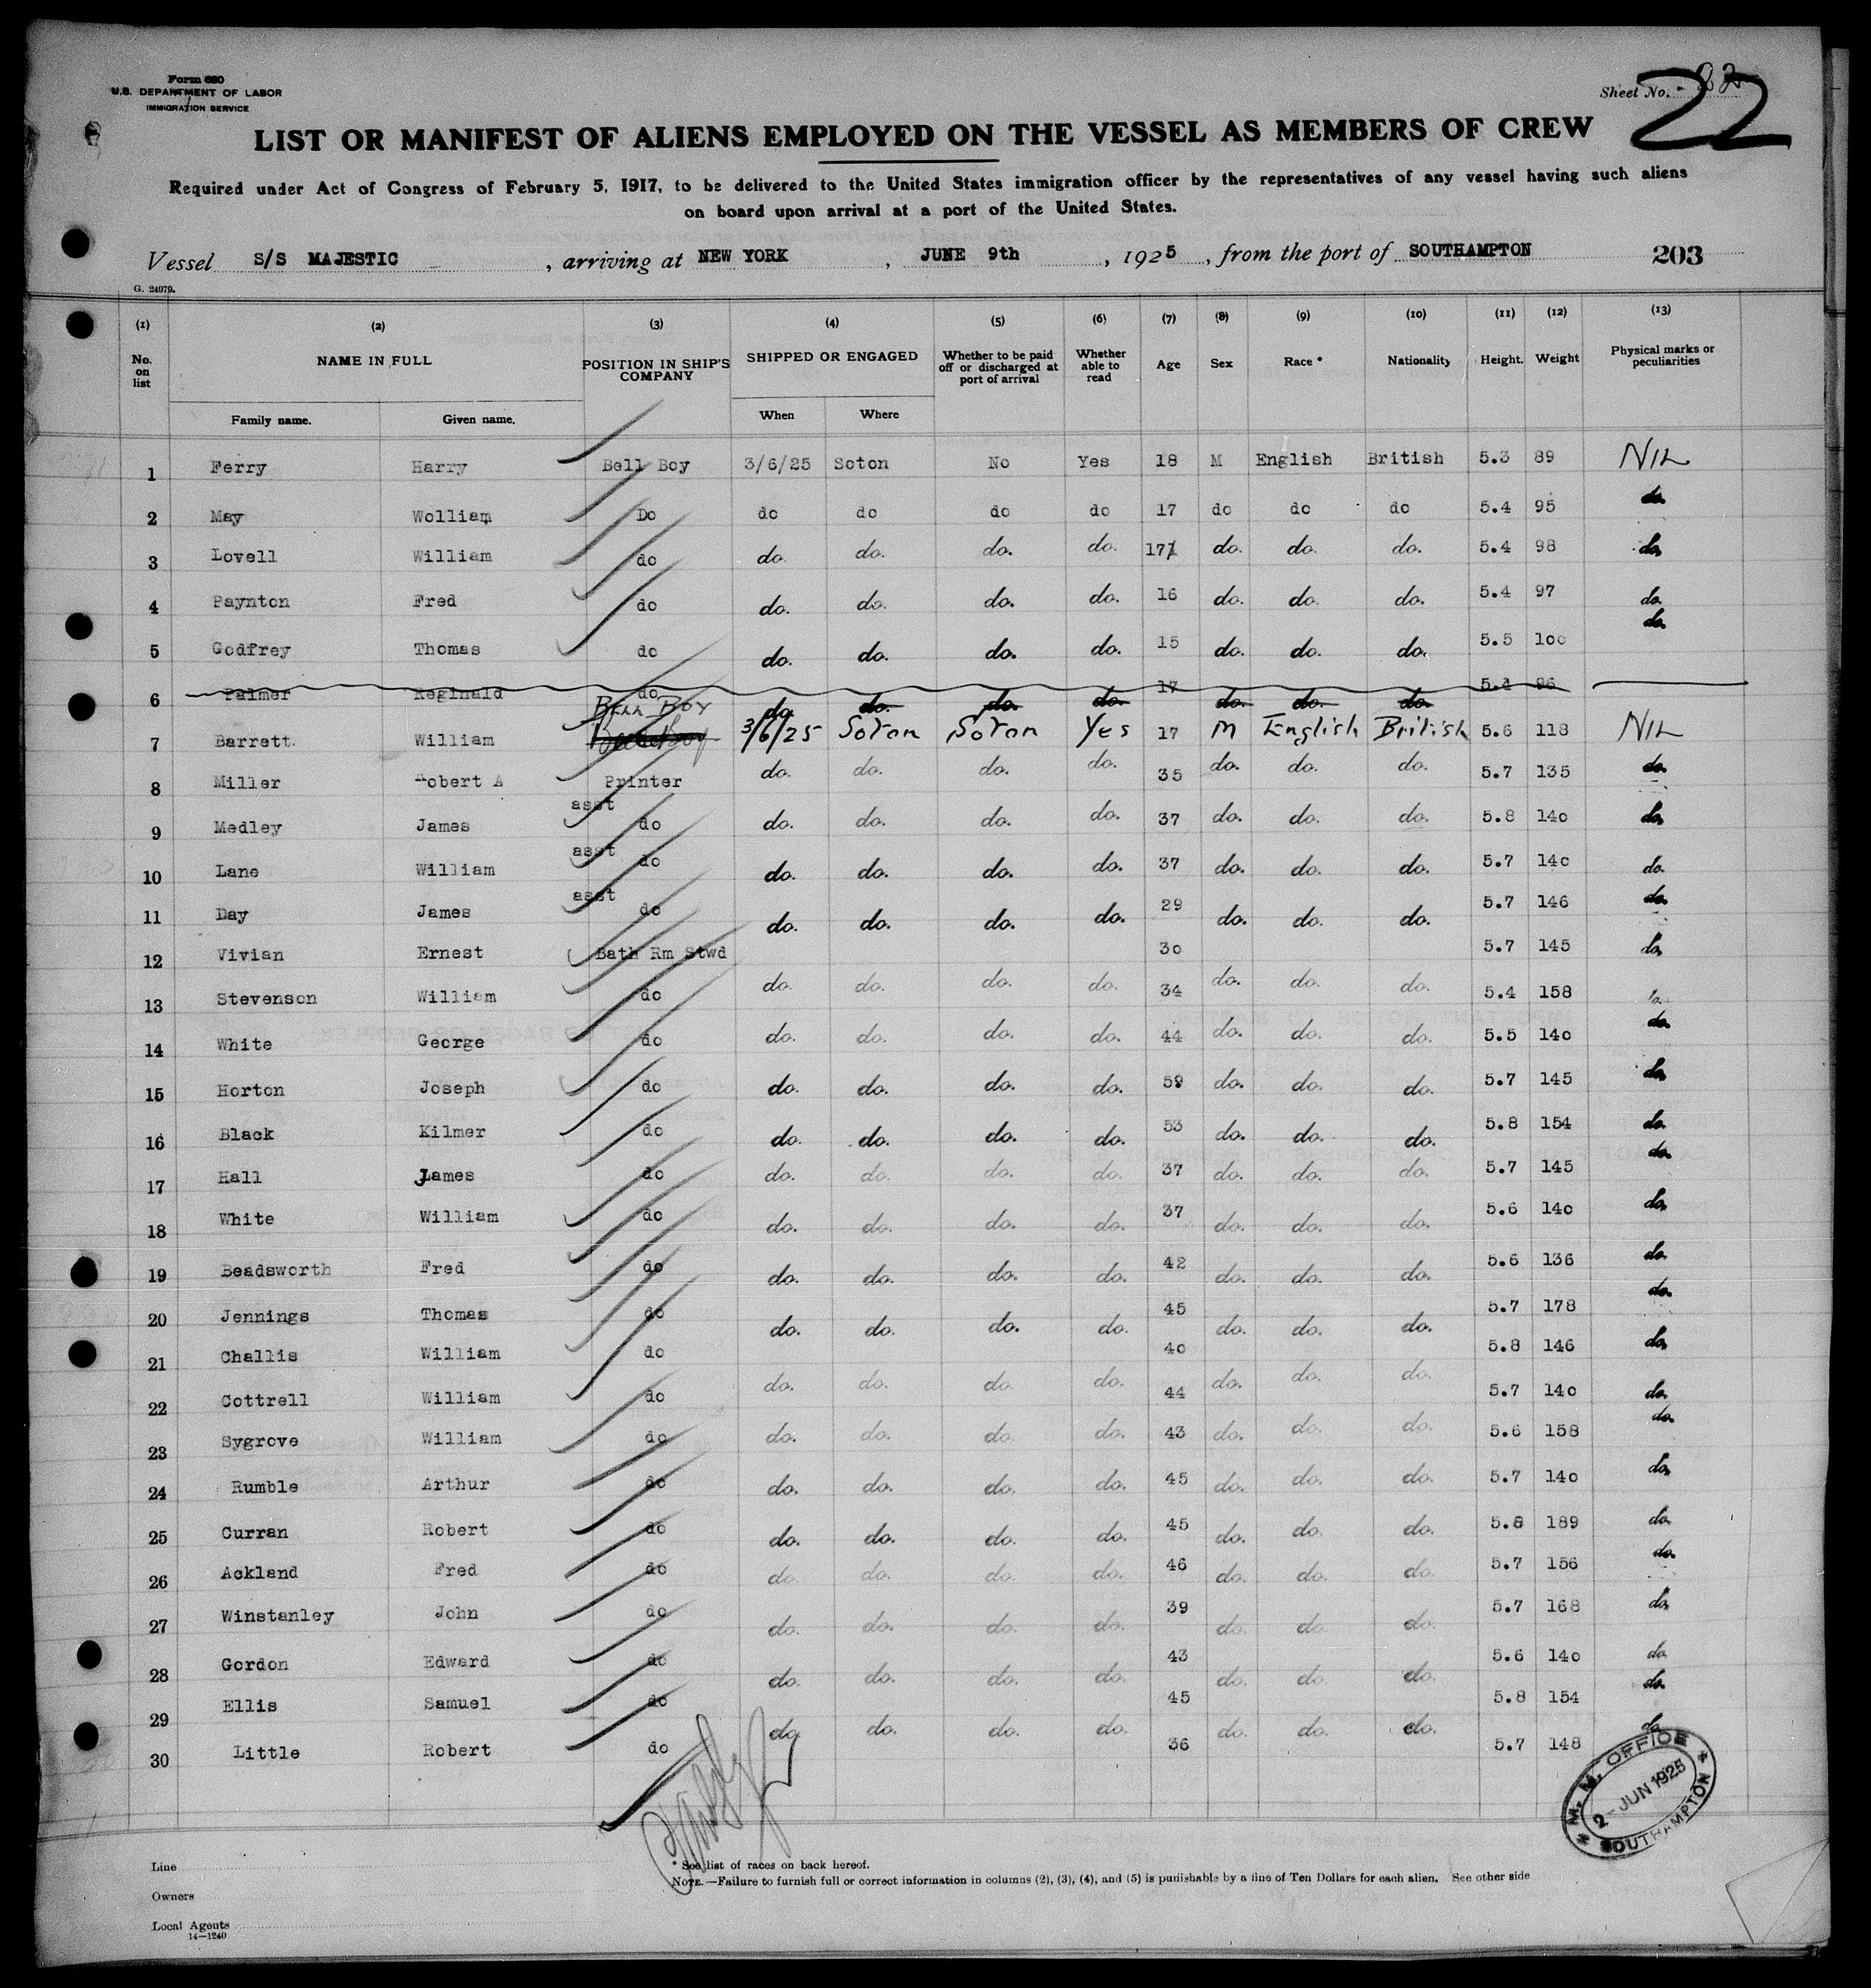 Form 680
U.S. DEPARTMENT OF LABOR
IMMIGRATION SERVICE
Sheet No. 22
22
LIST OR MANIFEST OF ALIENS EMPLOYED ON THE VESSEL AS MEMBERS OF CREW
Required under Act of Congress of February 5, 1917, to be delivered to the United States immigration officer by the representatives of any vessel having such aliens
on board upon arrival at a port of the United States.
Vessel S/S MAJESTIC, arriving at NEW YORK, JUNE 9th, 1925, from the port of SOUTHAMPTON 203
G. 24979.
(1) (2) (3) (4) (5) (6) (7) (8) (9) (10) (11) (12) (13)
No. on list NAME IN FULL POSITION IN SHIP'S COMPANY SHIPPED OR ENGAGED Whether to be paid off or discharged at port of arrival Whether able to read Age Sex Race * Nationality Height. Weight Physical marks or peculiarities
Family name. Given name. When Where
1 Ferry Harry Bell Boy 3/6/25 Soton No Yes 18 M English British 5.3 89 NIL
2 May Wolliam Do do do do do 17 do do do 5.4 95 do.
3 Lovell William do do. do. do. do. 17 do. do. do. 5.4 98 do.
4 Paynton Fred do do. do. do. do. 16 do. do. do. 5.4 97 do.
5 Godfrey Thomas do do. do. do. do. 15 do. do. do. 5.5 100 do.
6 Palmer Reginald do do. do. do. do. 17 do. do. do. 5.4 96
7 Barrett William Bell Boy 3/6/25 Soton Soton Yes 17 M English British 5.6 118 NIL
8 Miller Robert A Printer do. do. do. do. 35 do. do. do. 5.7 135 do.
9 Medley James asst do do. do. do. do. 37 do. do. do. 5.8 140 do.
10 Lane William asst do do. do. do. do. 37 do. do. do. 5.7 140 do.
11 Day James asst do do. do. do. do. 29 do. do. do. 5.7 146 do.
12 Vivian Ernest Bath Rm Stwd 30 5.7 145 do.
13 Stevenson William do do. do. do. do. 34 do. do. do. 5.4 158 do.
14 White George do do. do. do. do. 44 do. do. do. 5.5 140 do.
15 Horton Joseph do do. do. do. do. 59 do. do. do. 5.7 145 do.
16 Black Kilmer do do. do. do. do. 53 do. do. do. 5.8 154 do.
17 Hall James do do. do. do. do. 37 do. do. do. 5.7 145 do.
18 White William do do. do. do. do. 37 do. do. do. 5.6 140 do.
19 Beadsworth Fred do do. do. do. do. 42 do. do. do. 5.6 136 do.
20 Jennings Thomas do do. do. do. do. 45 do. do. do. 5.7 178 do.
21 Challis William do 40 5.8 146 do.
22 Cottrell William do do. do. do. do. 44 do. do. do. 5.7 140 do.
23 Sygrove William do do. do. do. do. 43 do. do. do. 5.6 158 do.
24 Rumble Arthur do do. do. do. do. 45 do. do. do. 5.7 140 do.
25 Curran Robert do do. do. do. do. 45 do. do. do. 5.8 189 do.
26 Ackland Fred do do. do. do. do. 46 do. do. do. 5.7 156 do.
27 Winstanley John do do. do. do. do. 39 do. do. do. 5.7 168 do.
28 Gordon Edward do do. do. do. do. 43 do. do. do. 5.6 140 do.
29 Ellis Samuel do 45 5.8 154 do.
30 Little Robert do do. do. do. do. 36 do. do. do. 5.7 148 do.
M. M. OFFICE
2 - JUN 1925
SOUTHAMPTON
Line
Owners
Local Agents
14—1240
* See list of races on back hereof.
NOTE.—Failure to furnish full or correct information in columns (2), (3), (4), and (5) is punishable by a fine of Ten Dollars for each alien. See other side